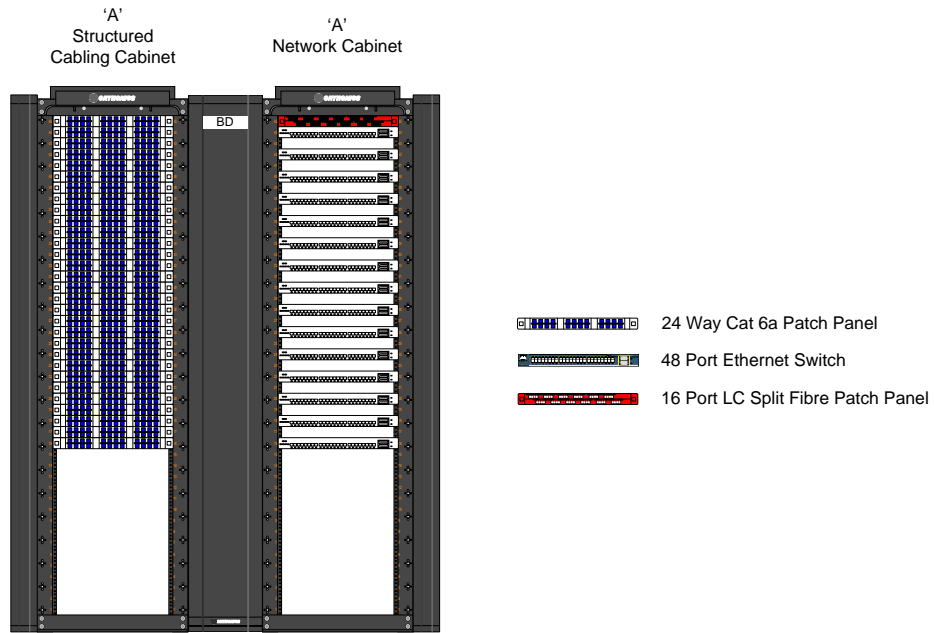 ‘A’
Structured
Cabling Cabinet
‘A’
Network Cabinet
BD
24 Way Cat 6a Patch Panel
48 Port Ethernet Switch
16 Port LC Split Fibre Patch Panel